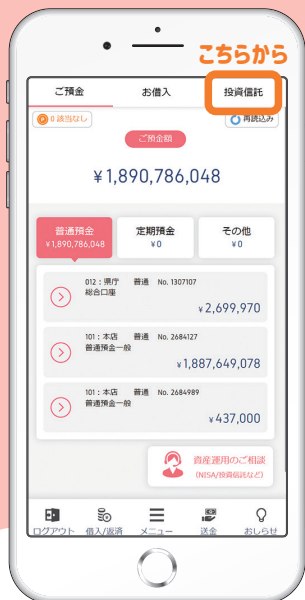 こちらから
ご預金
お借入
投資信託
P 0 該当なし
再読込み
ご預金額
¥1,890,786,048
普通預金
¥1,890,786,048
定期預金
¥0
その他
¥0
012：県庁 普通 No. 1307107
総合口座
¥2,699,970
101：本店 普通 No. 2684127
普通預金一般
¥1,887,649,078
101：本店 普通 No. 2684989
普通預金一般
¥437,000
資産運用のご相談
(NISA/投資信託など)
ログアウト
借入/返済
メニュー
送金
おしらせ